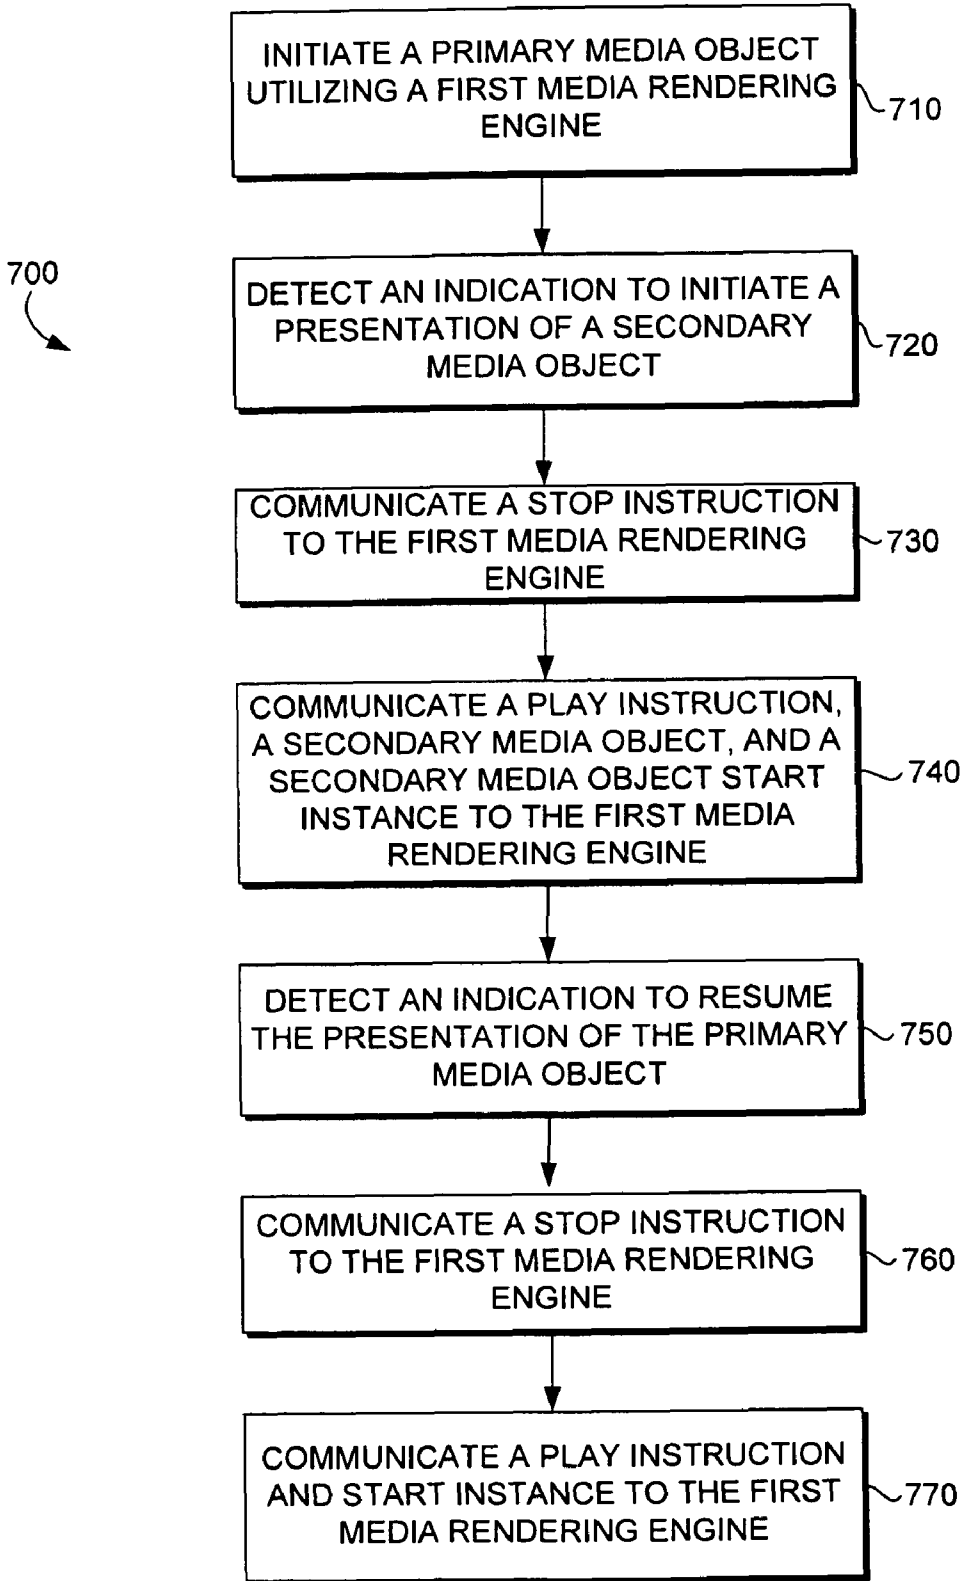 INITIATE A PRIMARY MEDIA OBJECT
UTILIZING A FIRST MEDIA RENDERING
ENGINE
710
700
DETECT AN INDICATION TO INITIATE A
PRESENTATION OF A SECONDARY
MEDIA OBJECT
720
COMMUNICATE A STOP INSTRUCTION
TO THE FIRST MEDIA RENDERING
ENGINE
730
COMMUNICATE A PLAY INSTRUCTION,
A SECONDARY MEDIA OBJECT, AND A
SECONDARY MEDIA OBJECT START
INSTANCE TO THE FIRST MEDIA
RENDERING ENGINE
740
DETECT AN INDICATION TO RESUME
THE PRESENTATION OF THE PRIMARY
MEDIA OBJECT
750
COMMUNICATE A STOP INSTRUCTION
TO THE FIRST MEDIA RENDERING
ENGINE
760
COMMUNICATE A PLAY INSTRUCTION
AND START INSTANCE TO THE FIRST
MEDIA RENDERING ENGINE
770